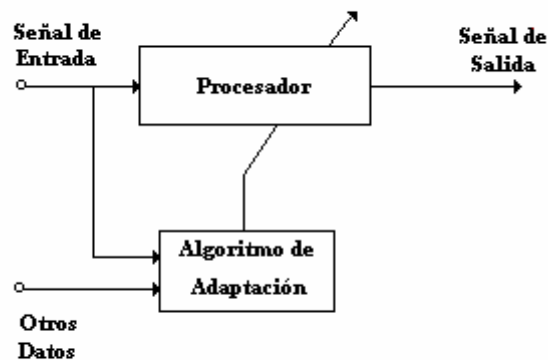 Señal de
Entrada
Procesador
Señal de
Salida
Algoritmo de
Adaptación
Otros
Datos